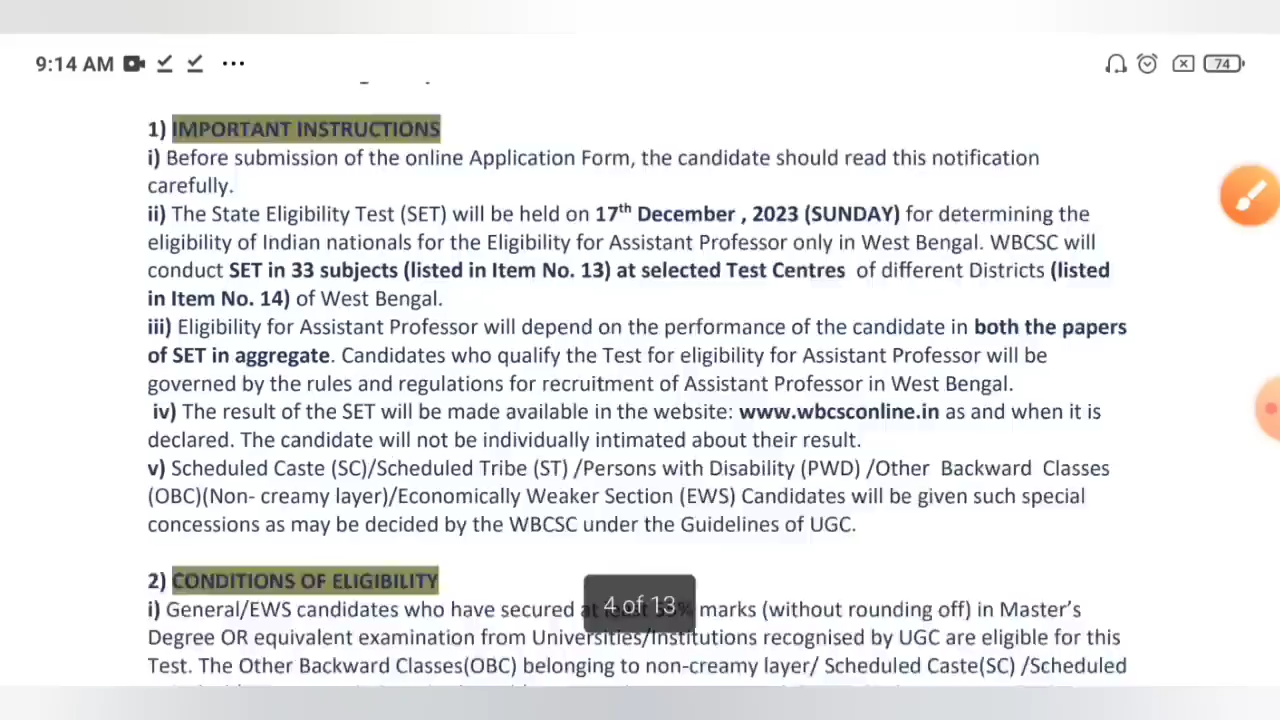 9:14 AM
74
1) IMPORTANT INSTRUCTIONS
i) Before submission of the online Application Form, the candidate should read this notification
carefully.
ii) The State Eligibility Test (SET) will be held on 17th December , 2023 (SUNDAY) for determining the
eligibility of Indian nationals for the Eligibility for Assistant Professor only in West Bengal. WBCSC will
conduct SET in 33 subjects (listed in Item No. 13) at selected Test Centres of different Districts (listed
in Item No. 14) of West Bengal.
iii) Eligibility for Assistant Professor will depend on the performance of the candidate in both the papers
of SET in aggregate. Candidates who qualify the Test for eligibility for Assistant Professor will be
governed by the rules and regulations for recruitment of Assistant Professor in West Bengal.
iv) The result of the SET will be made available in the website: www.wbcsconline.in as and when it is
declared. The candidate will not be individually intimated about their result.
v) Scheduled Caste (SC)/Scheduled Tribe (ST) /Persons with Disability (PWD) /Other Backward Classes
(OBC)(Non- creamy layer)/Economically Weaker Section (EWS) Candidates will be given such special
concessions as may be decided by the WBCSC under the Guidelines of UGC.
2) CONDITIONS OF ELIGIBILITY
i) General/EWS candidates who have secured marks (without rounding off) in Master's
4 of 13
Degree OR equivalent examination from Universities/Institutions recognised by UGC are eligible for this
Test. The Other Backward Classes(OBC) belonging to non-creamy layer/ Scheduled Caste(SC) /Scheduled